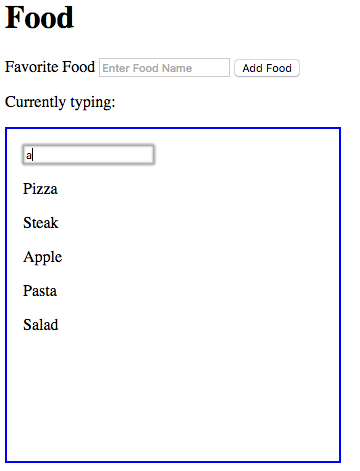 Food
Favorite Food Enter Food Name Add Food
Currently typing:
a
Pizza
Steak
Apple
Pasta
Salad